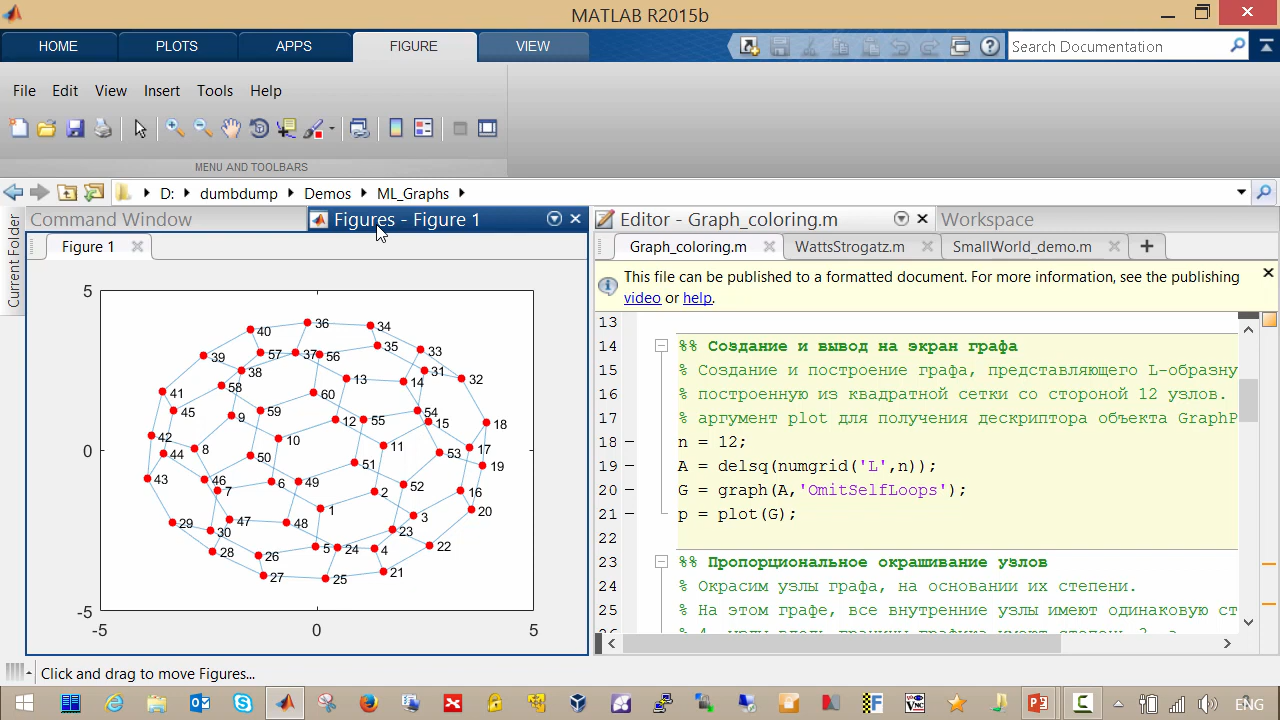 MATLAB R2015b
HOME PLOTS APPS FIGURE VIEW Search Documentation
File Edit View Insert Tools Help
MENU AND TOOLBARS
D: dumbdump Demos ML_Graphs
Current Folder
Command Window Figures - Figure 1
Figure 1
5
0
-5
-5 0 5
36 34
40
35 33
57 37 56
39
38 31
13 14 32
58
41 60
59 54
45 9 12 55 15 18
42 10
8 11 17
44 50 53
51 19
43 46 6 49 52
7 2 16
1 20
3
29 47 48
30 23
28 26 5 24 4 22
27 25 21
Editor - Graph_coloring.m Workspace
Graph_coloring.m WattsStrogatz.m SmallWorld_demo.m
This file can be published to a formatted document. For more information, see the publishing
video or help.
13
14 %% Создание и вывод на экран графа
15 % Создание и построение графа, представляющего L-образну
16 % построенную из квадратной сетки со стороной 12 узлов.
17 % аргумент plot для получения дескриптора объекта GraphP
18 n = 12;
19 A = delsq(numgrid('L',n));
20 G = graph(A,'OmitSelfLoops');
21 p = plot(G);
22
23 %% Пропорциональное окрашивание узлов
24 % Окрасим узлы графа, на основании их степени.
25 % На этом графе, все внутренние узлы имеют одинаковую ст
Click and drag to move Figures...
ENG